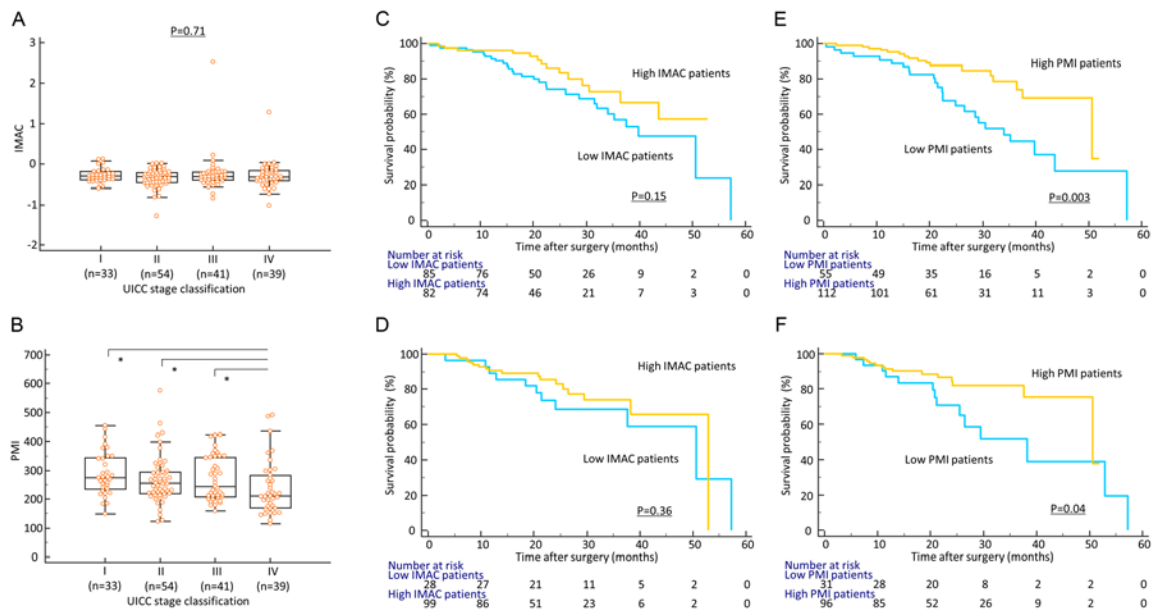 A
P=0.71
3
2
1
0
-1
-2
IMAC
I II III IV
(n=33) (n=54) (n=41) (n=39)
UICC stage classification
B
700
600
500
400
300
200
100
0
PMI
* * *
I II III IV
(n=33) (n=54) (n=41) (n=39)
UICC stage classification
C
100
80
60
40
20
0
Survival probability (%)
High IMAC patients
Low IMAC patients
P=0.15
0 10 20 30 40 50 60
Time after surgery (months)
Number at risk
Low IMAC patients
85 76 50 26 9 2 0
High IMAC patients
82 74 46 21 7 3 0
D
100
80
60
40
20
0
Survival probability (%)
High IMAC patients
Low IMAC patients
P=0.36
0 10 20 30 40 50 60
Time after surgery (months)
Number at risk
Low IMAC patients
28 27 21 11 5 2 0
High IMAC patients
99 86 51 23 6 2 0
E
100
80
60
40
20
0
Survival probability (%)
High PMI patients
Low PMI patients
P=0.003
0 10 20 30 40 50 60
Time after surgery (months)
Number at risk
Low PMI patients
55 49 35 16 5 2 0
High PMI patients
112 101 61 31 11 3 0
F
100
80
60
40
20
0
Survival probability (%)
High PMI patients
Low PMI patients
P=0.04
0 10 20 30 40 50 60
Time after surgery (months)
Number at risk
Low PMI patients
31 28 20 8 2 2 0
High PMI patients
96 85 52 26 9 2 0